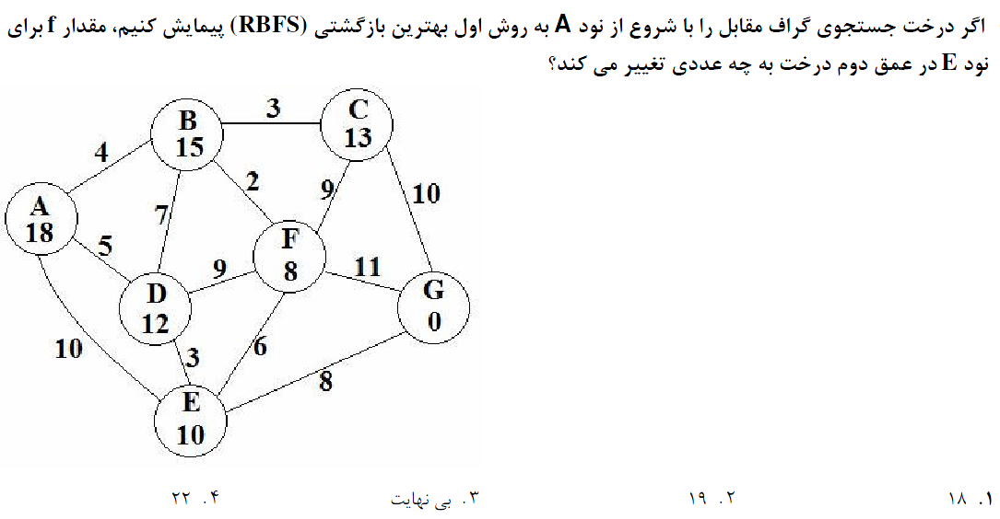 اگر درخت جستجوی گراف مقابل را با شروع از نود A به روش اول بهترین بازگشتی (RBFS) پیمایش کنیم، مقدار f برای
نود E در عمق دوم درخت به چه عددی تغییر می کند؟
B
15
C
13
A
18
F
8
D
12
G
0
E
10
4
3
2
7
9
10
5
9
11
10
3
6
8
۱. ۱۸
۲. ۱۹
۳. بی نهایت
۴. ۲۲